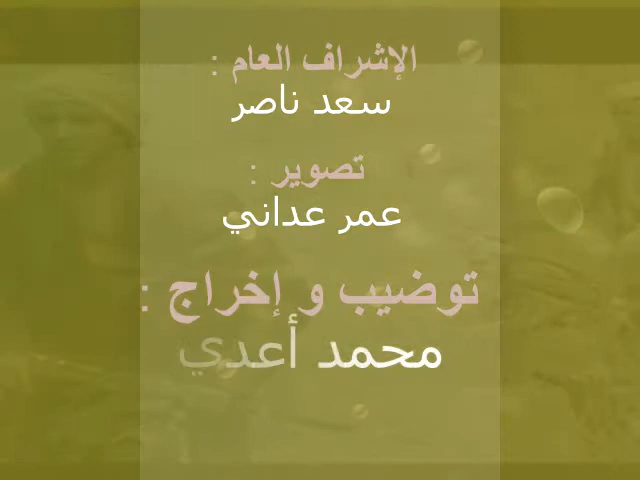 الإشراف العام :
سعد ناصر
تصوير :
عمر عداني
توضيب و إخراج :
محمد أعدي